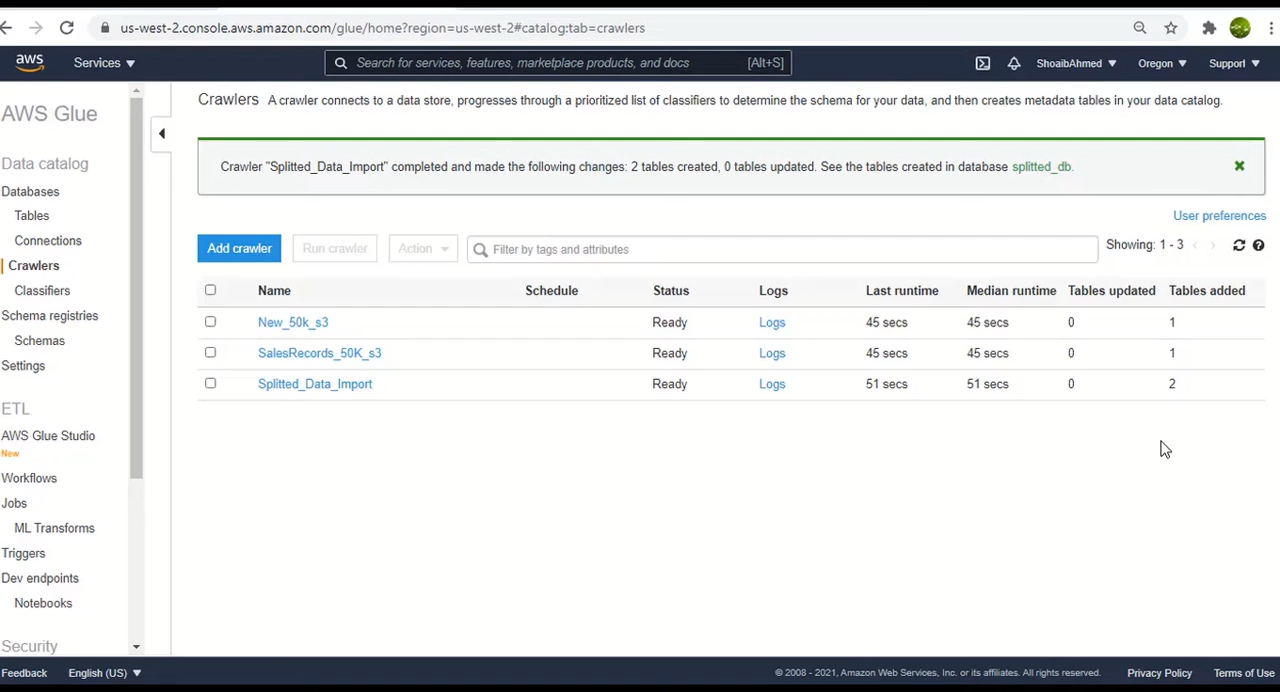 us-west-2.console.aws.amazon.com/glue/home?region=us-west-2#catalog:tab=crawlers
aws
Services
Search for services, features, marketplace products, and docs
[Alt+S]
ShoaibAhmed
Oregon
Support
AWS Glue
Data catalog
Databases
Tables
Connections
Crawlers
Classifiers
Schema registries
Schemas
Settings
ETL
AWS Glue Studio
New
Workflows
Jobs
ML Transforms
Triggers
Dev endpoints
Notebooks
Security
Crawlers A crawler connects to a data store, progresses through a prioritized list of classifiers to determine the schema for your data, and then creates metadata tables in your data catalog.
Crawler "Splitted_Data_Import" completed and made the following changes: 2 tables created, 0 tables updated. See the tables created in database splitted_db.
User preferences
Add crawler Run crawler Action Filter by tags and attributes Showing: 1 - 3
Name Schedule Status Logs Last runtime Median runtime Tables updated Tables added
New_50k_s3 Ready Logs 45 secs 45 secs 0 1
SalesRecords_50K_s3 Ready Logs 45 secs 45 secs 0 1
Splitted_Data_Import Ready Logs 51 secs 51 secs 0 2
Feedback English (US) © 2008 - 2021, Amazon Web Services, Inc. or its affiliates. All rights reserved. Privacy Policy Terms of Use